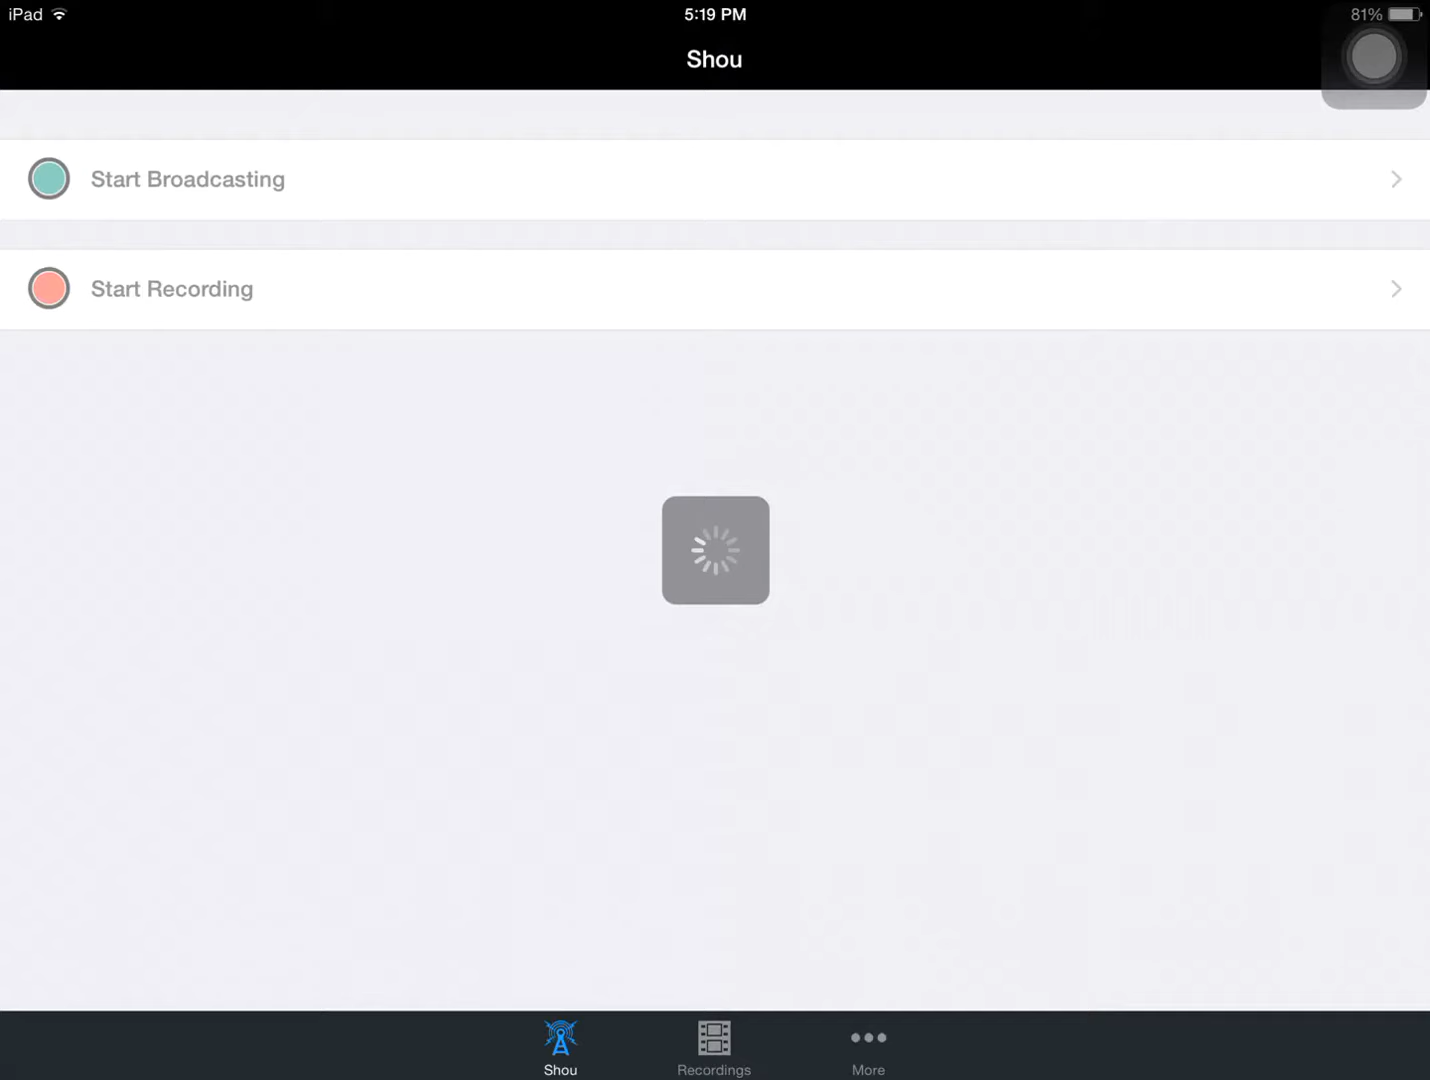 iPad 5:19 PM 81%
Shou
Start Broadcasting
Start Recording
Shou Recordings More